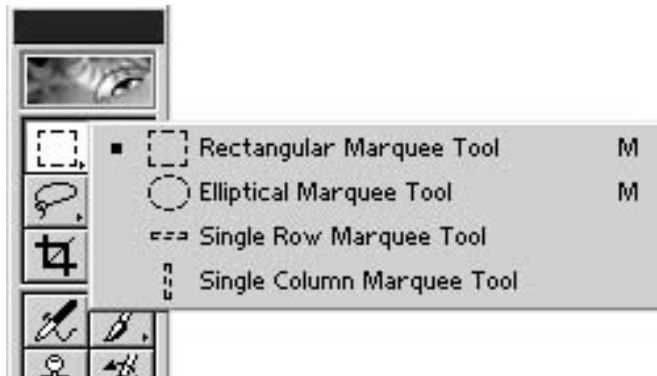 Rectangular Marquee Tool M
Elliptical Marquee Tool M
Single Row Marquee Tool
Single Column Marquee Tool